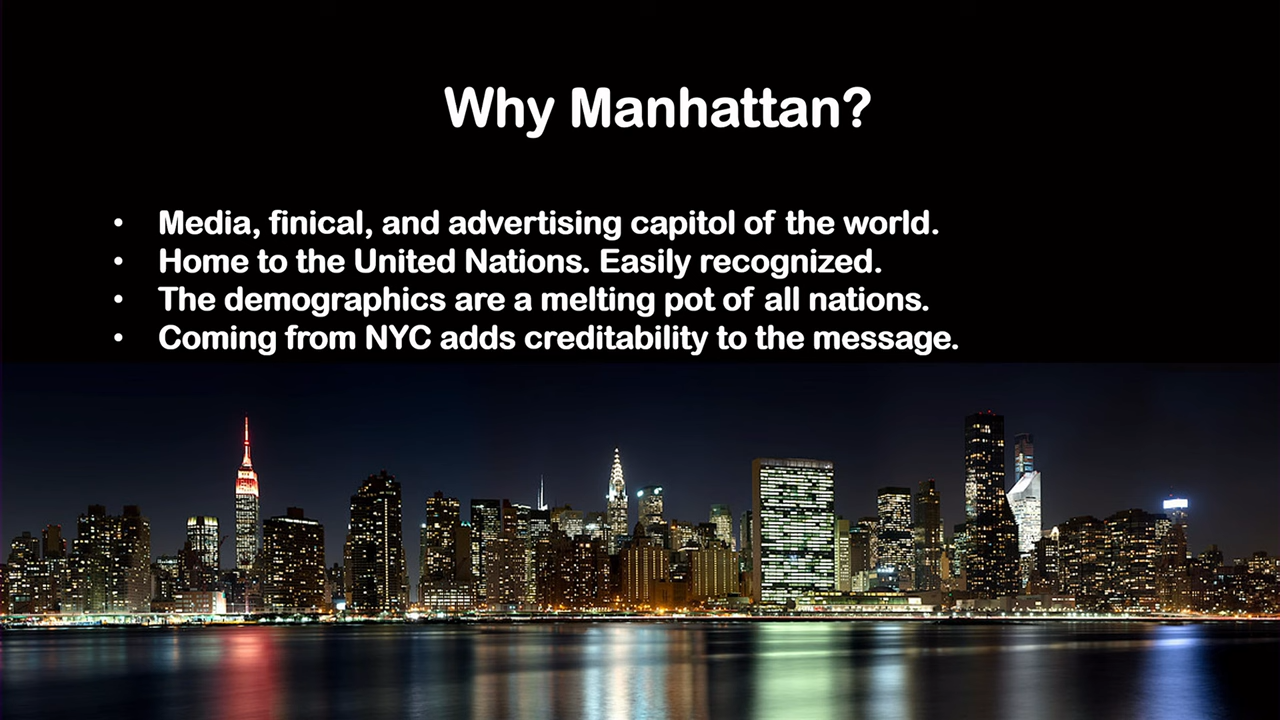 Why Manhattan?
• Media, finical, and advertising capitol of the world.
• Home to the United Nations. Easily recognized.
• The demographics are a melting pot of all nations.
• Coming from NYC adds creditability to the message.